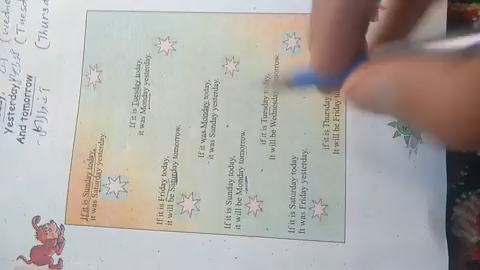 Yesterday
And tomorrow
If it is Sunday today,
it was Saturday yesterday.
If it is Tuesday today,
it was Monday yesterday.
If it is Friday today,
it will be Saturday tomorrow.
If it was Monday today,
it was Sunday yesterday.
If it is Sunday today,
it will be Monday tomorrow.
if it is Tuesday
It will be Wednesday
If it is Saturday today
It was Friday yesterday.
if it is Thursday
It will be Friday